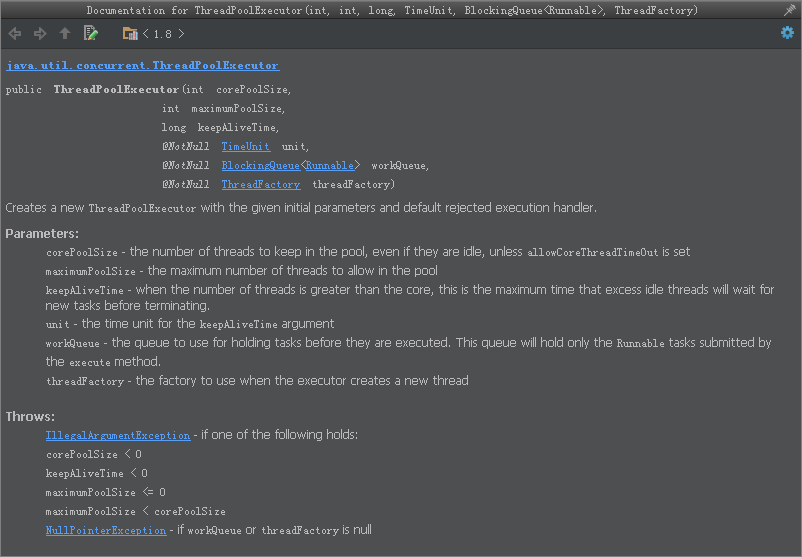 Documentation for ThreadPoolExecutor(int, int, long, TimeUnit, BlockingQueue<Runnable>, ThreadFactory)
< 1.8 >
java.util.concurrent.ThreadPoolExecutor
public ThreadPoolExecutor(int corePoolSize,
int maximumPoolSize,
long keepAliveTime,
@NotNull TimeUnit unit,
@NotNull BlockingQueue<Runnable> workQueue,
@NotNull ThreadFactory threadFactory)
Creates a new ThreadPoolExecutor with the given initial parameters and default rejected execution handler.
Parameters:
corePoolSize - the number of threads to keep in the pool, even if they are idle, unless allowCoreThreadTimeOut is set
maximumPoolSize - the maximum number of threads to allow in the pool
keepAliveTime - when the number of threads is greater than the core, this is the maximum time that excess idle threads will wait for
new tasks before terminating.
unit - the time unit for the keepAliveTime argument
workQueue - the queue to use for holding tasks before they are executed. This queue will hold only the Runnable tasks submitted by
the execute method.
threadFactory - the factory to use when the executor creates a new thread
Throws:
IllegalArgumentException - if one of the following holds:
corePoolSize < 0
keepAliveTime < 0
maximumPoolSize <= 0
maximumPoolSize < corePoolSize
NullPointerException - if workQueue or threadFactory is null